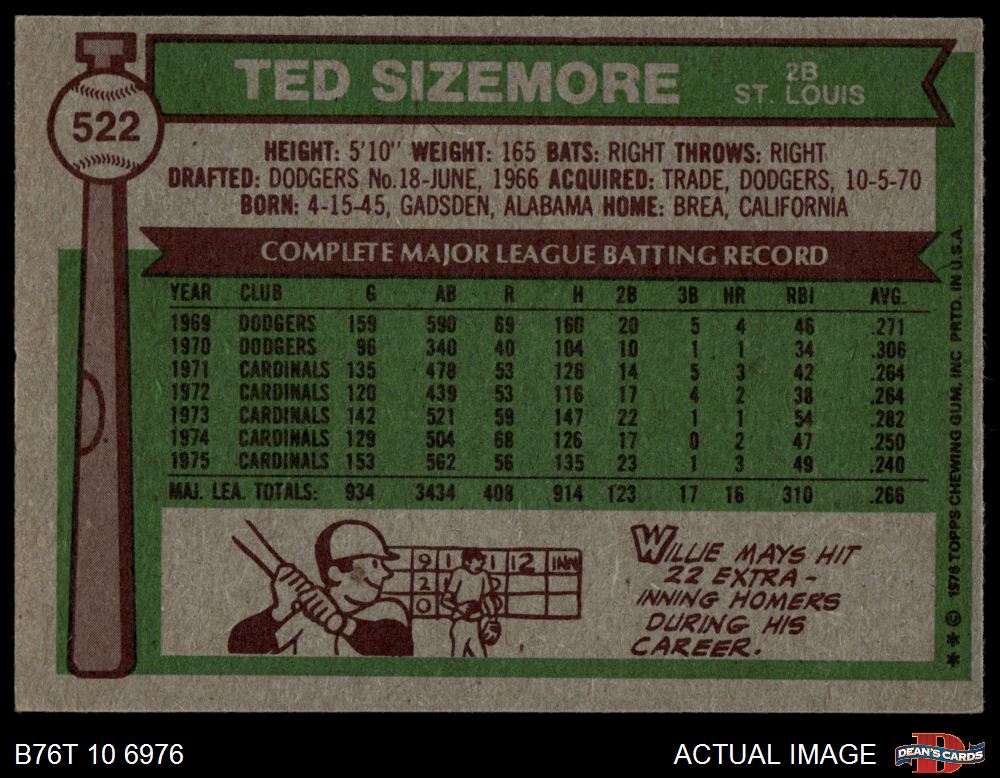 522
TED SIZEMORE
2B
ST. LOUIS
HEIGHT: 5'10" WEIGHT: 165 BATS: RIGHT THROWS: RIGHT
DRAFTED: DODGERS No.18-JUNE, 1966 ACQUIRED: TRADE, DODGERS, 10-5-70
BORN: 4-15-45, GADSDEN, ALABAMA HOME: BREA, CALIFORNIA
COMPLETE MAJOR LEAGUE BATTING RECORD
YEAR CLUB G AB R H 2B 3B HR RBI AVG.
1969 DODGERS 159 590 69 160 20 5 4 46 .271
1970 DODGERS 96 340 40 104 10 1 1 34 .306
1971 CARDINALS 135 478 53 126 14 5 3 42 .264
1972 CARDINALS 120 439 53 116 17 4 2 38 .264
1973 CARDINALS 142 521 59 147 22 1 1 54 .282
1974 CARDINALS 129 504 68 126 17 0 2 47 .250
1975 CARDINALS 153 562 56 135 23 1 3 49 .240
MAJ. LEA. TOTALS: 934 3434 408 914 123 17 16 310 .266
9 1 1 12 INN
2
0
WILLIE MAYS HIT
22 EXTRA-
INNING HOMERS
DURING HIS
CAREER.
** © 1976 TOPPS CHEWING GUM, INC PRTD. IN U.S.A.
B76T 10 6976
ACTUAL IMAGE
D
DEAN'S CARDS